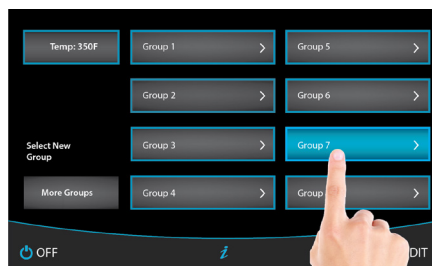 Temp: 350F
Group 1
Group 5
Group 2
Group 6
Select New
Group
Group 3
Group 7
More Groups
Group 4
Group
OFF
i
DIT